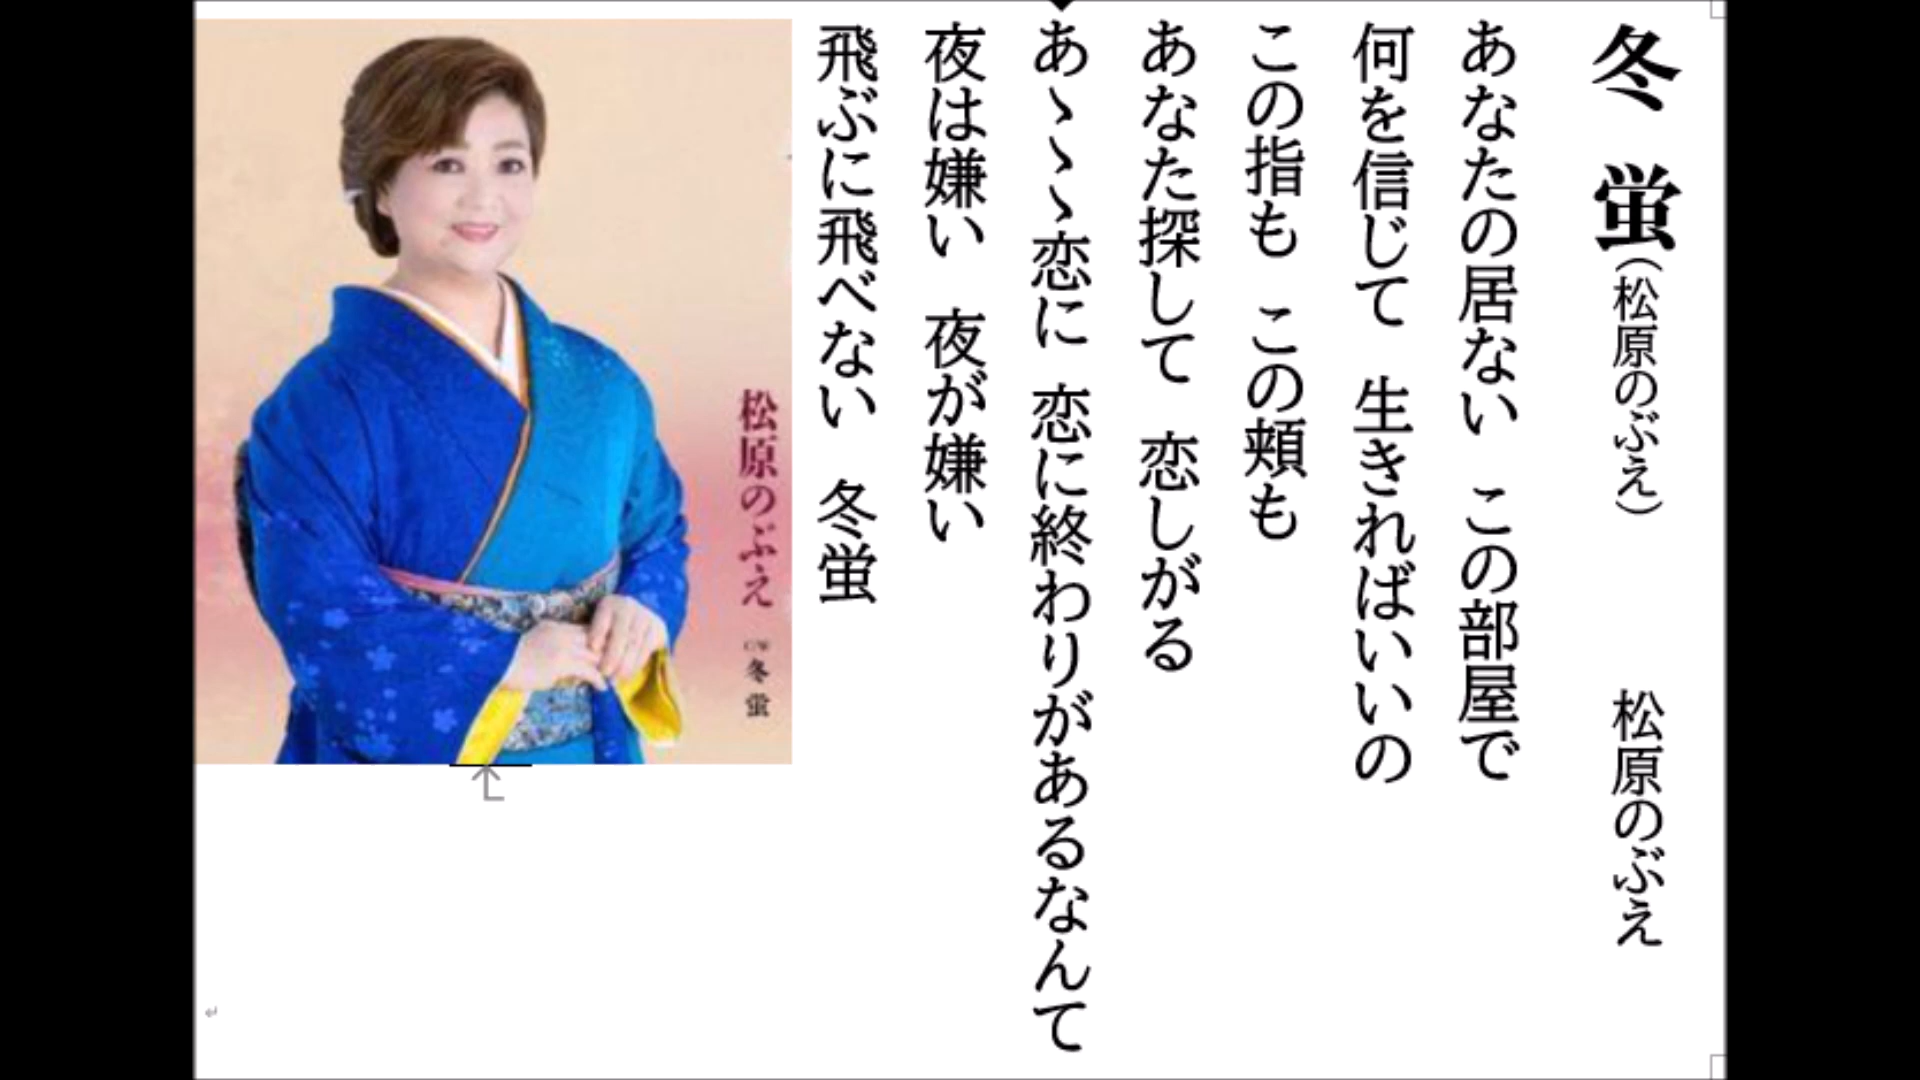 冬　蛍（松原のぶえ）　　　松原のぶえ
あなたの居ない　この部屋で
何を信じて　生きればいいの
この指も　この頬も
あなた探して　恋しがる
あゝゝゝ恋に　恋に終わりがあるなんて
夜は嫌い　夜が嫌い
飛ぶに飛べない　冬蛍
松原のぶえ
C/W 冬蛍